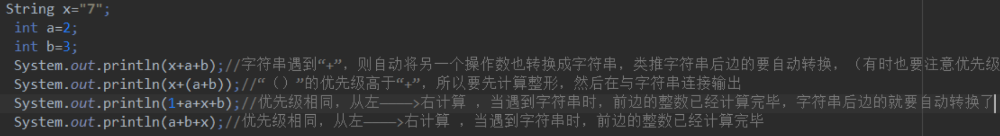 String x="7";
int a=2;
int b=3;
System.out.println(x+a+b);//字符串遇到“+”，则自动将另一个操作数也转换成字符串，类推字符串后边的要自动转换，（有时也要注意优先级
System.out.println(x+(a+b));//“（）”的优先级高于“+”，所以要先计算整形，然后在与字符串连接输出
System.out.println(1+a+x+b);//优先级相同，从左————>右计算 ，当遇到字符串时，前边的整数已经计算完毕，字符串后边的就要自动转换了
System.out.println(a+b+x);//优先级相同，从左————>右计算 ，当遇到字符串时，前边的整数已经计算完毕